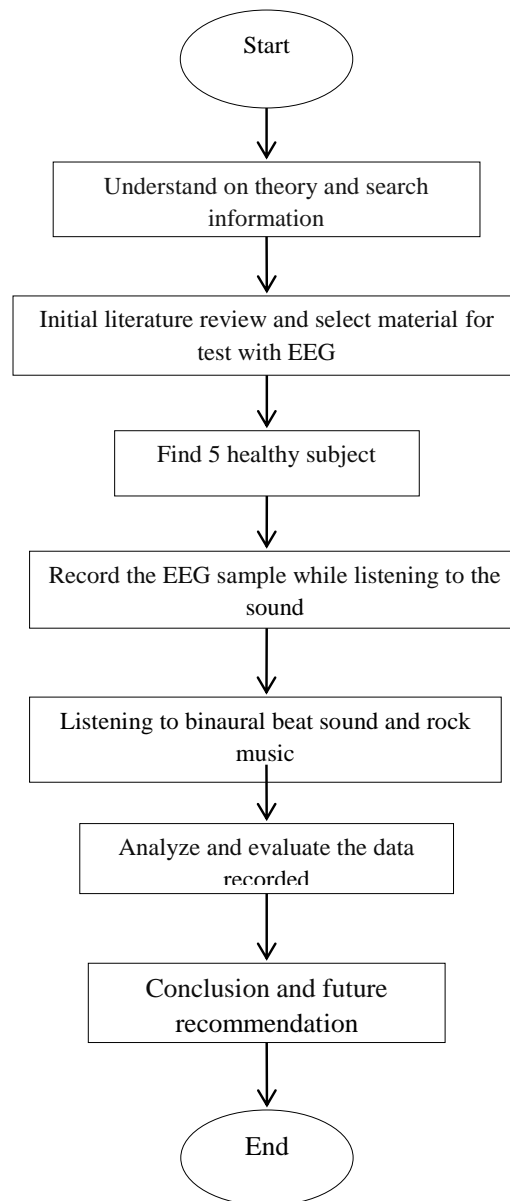 Start
Understand on theory and search
information
Initial literature review and select material for
test with EEG
Find 5 healthy subject
Record the EEG sample while listening to the
sound
Listening to binaural beat sound and rock
music
Analyze and evaluate the data
recorded
Conclusion and future
recommendation
End